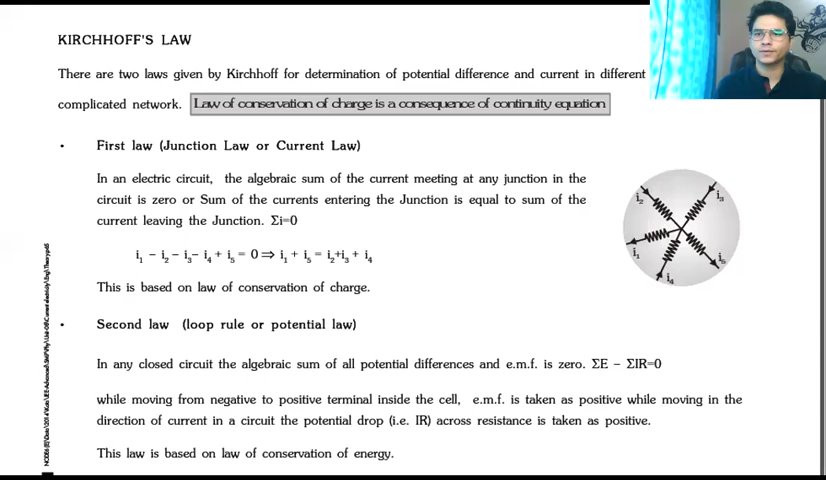 KIRCHHOFF'S LAW
There are two laws given by Kirchhoff for determination of potential difference and current in different
complicated network. Law of conservation of charge is a consequence of continuity equation
• First law (Junction Law or Current Law)
In an electric circuit, the algebraic sum of the current meeting at any junction in the
circuit is zero or Sum of the currents entering the Junction is equal to sum of the
current leaving the Junction. Σi=0
i₁ − i₂ − i₃− i₄ + i₅ = 0 ⇒ i₁ + i₅ = i₂+i₃ + i₄
This is based on law of conservation of charge.
i₂
i₃
i₁
i₅
i₄
• Second law (loop rule or potential law)
In any closed circuit the algebraic sum of all potential differences and e.m.f. is zero. ΣE − ΣIR=0
while moving from negative to positive terminal inside the cell, e.m.f. is taken as positive while moving in the
direction of current in a circuit the potential drop (i.e. IR) across resistance is taken as positive.
This law is based on law of conservation of energy.